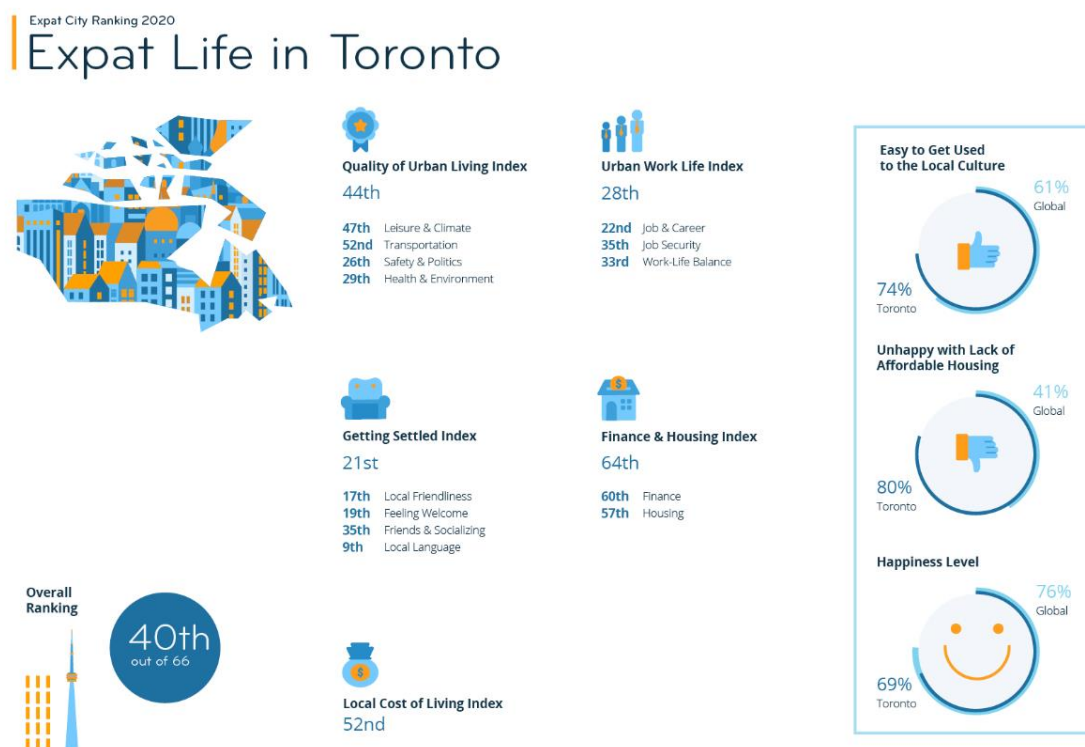 Expat City Ranking 2020
Expat Life in Toronto
Quality of Urban Living Index
44th
47th Leisure & Climate
52nd Transportation
26th Safety & Politics
29th Health & Environment
Urban Work Life Index
28th
22nd Job & Career
35th Job Security
33rd Work-Life Balance
Getting Settled Index
21st
17th Local Friendliness
19th Feeling Welcome
35th Friends & Socializing
9th Local Language
Finance & Housing Index
64th
60th Finance
57th Housing
Overall
Ranking
40th
out of 66
$
$
Local Cost of Living Index
52nd
Easy to Get Used
to the Local Culture
61%
Global
74%
Toronto
Unhappy with Lack of
Affordable Housing
41%
Global
80%
Toronto
Happiness Level
76%
Global
69%
Toronto